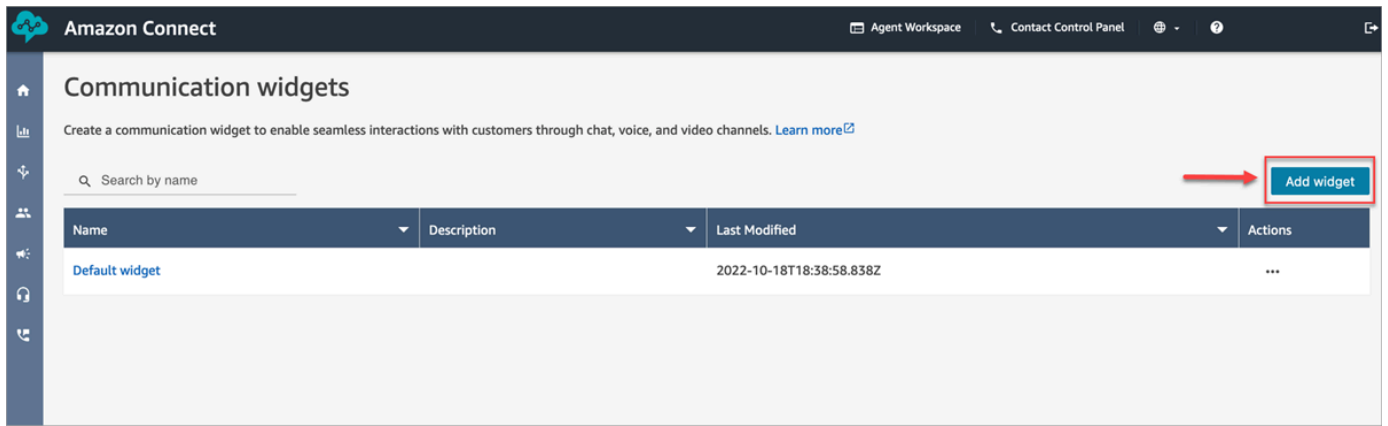 Amazon Connect
Agent Workspace
Contact Control Panel
Communication widgets
Create a communication widget to enable seamless interactions with customers through chat, voice, and video channels. Learn more
Search by name
Add widget
Name Description Last Modified Actions
Default widget 2022-10-18T18:38:58.838Z ...